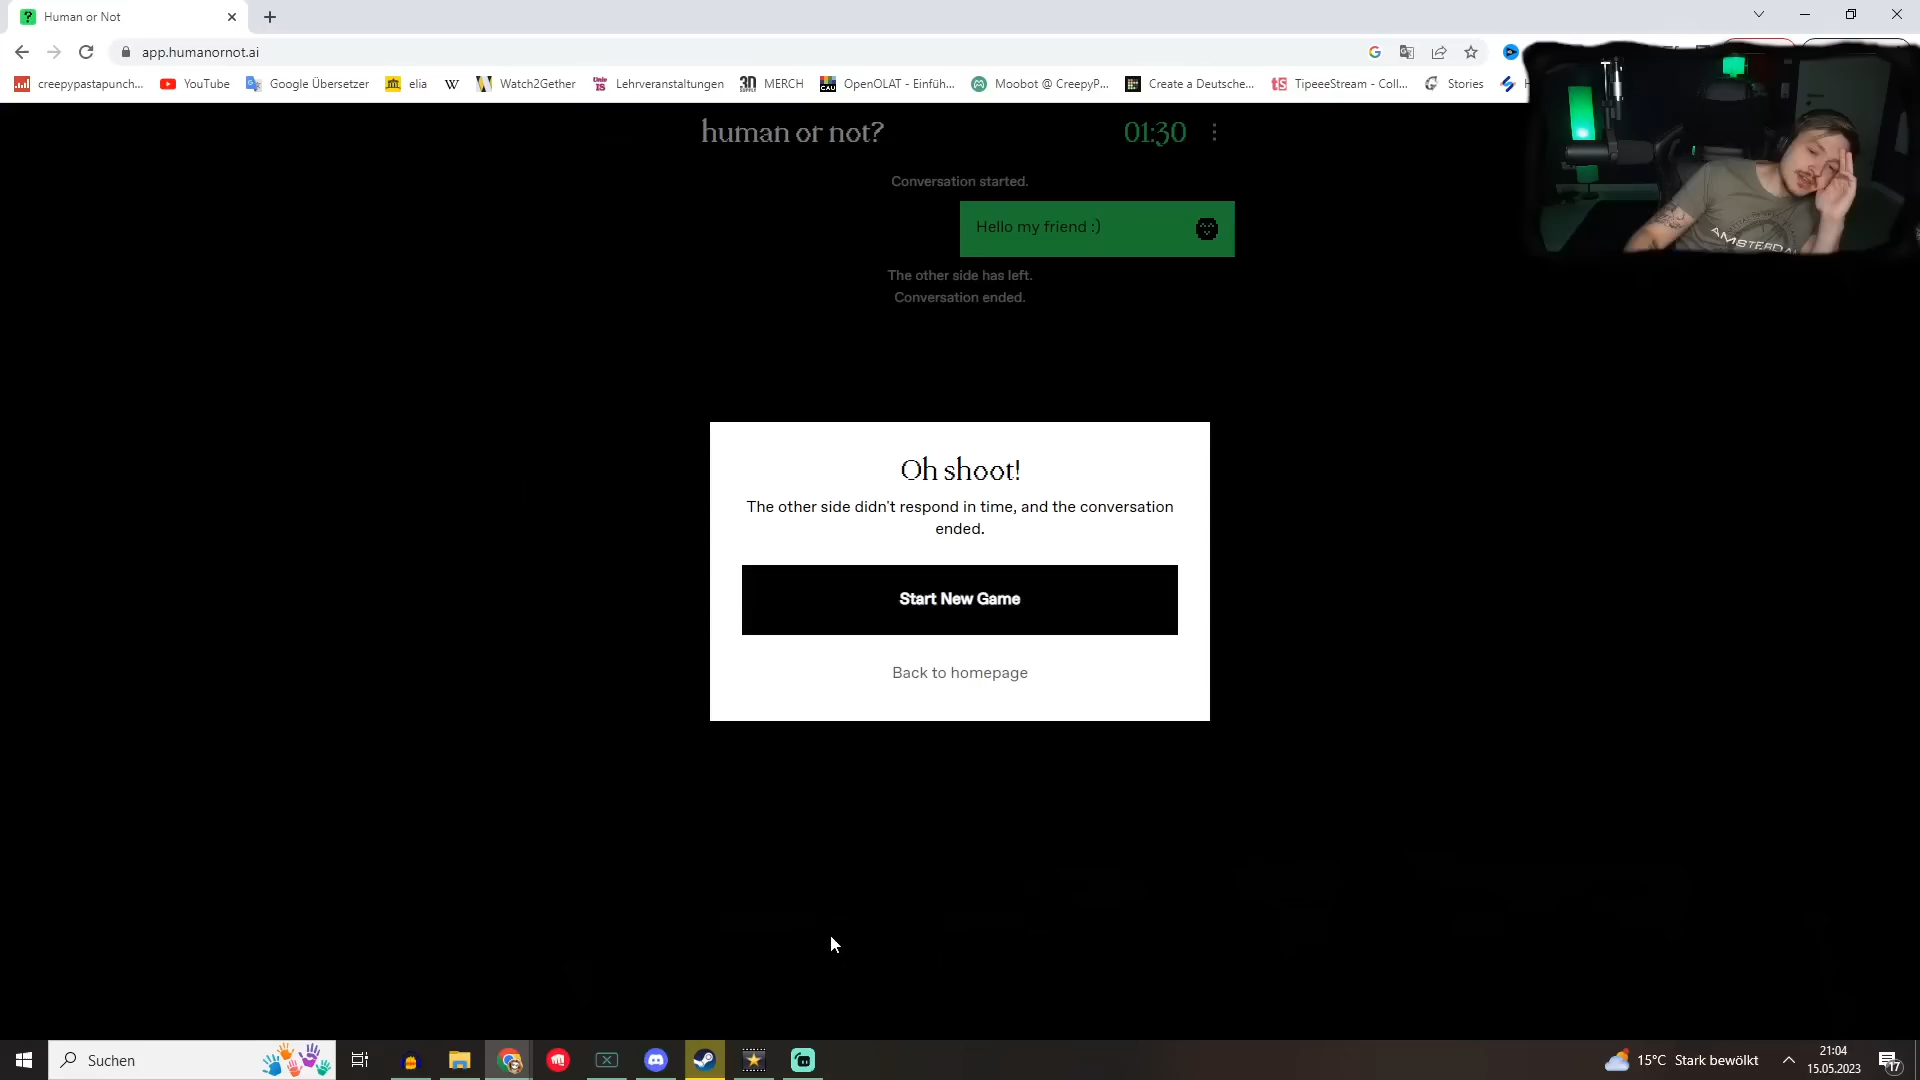 Human or Not
app.humanornot.ai
creepypastapunch...
YouTube
Google Übersetzer
elia
W
Watch2Gether
Lehrveranstaltungen
MERCH
OpenOLAT - Einfüh...
Moobot @ CreepyP...
Create a Deutsche...
TipeeeStream - Coll...
Stories
human or not?
01:30
Conversation started.
Hello my friend :)
The other side has left.
Conversation ended.
AMSTERDA
Oh shoot!
The other side didn't respond in time, and the conversation
ended.
Start New Game
Back to homepage
Suchen
15°C Stark bewölkt
21:04
15.05.2023
17